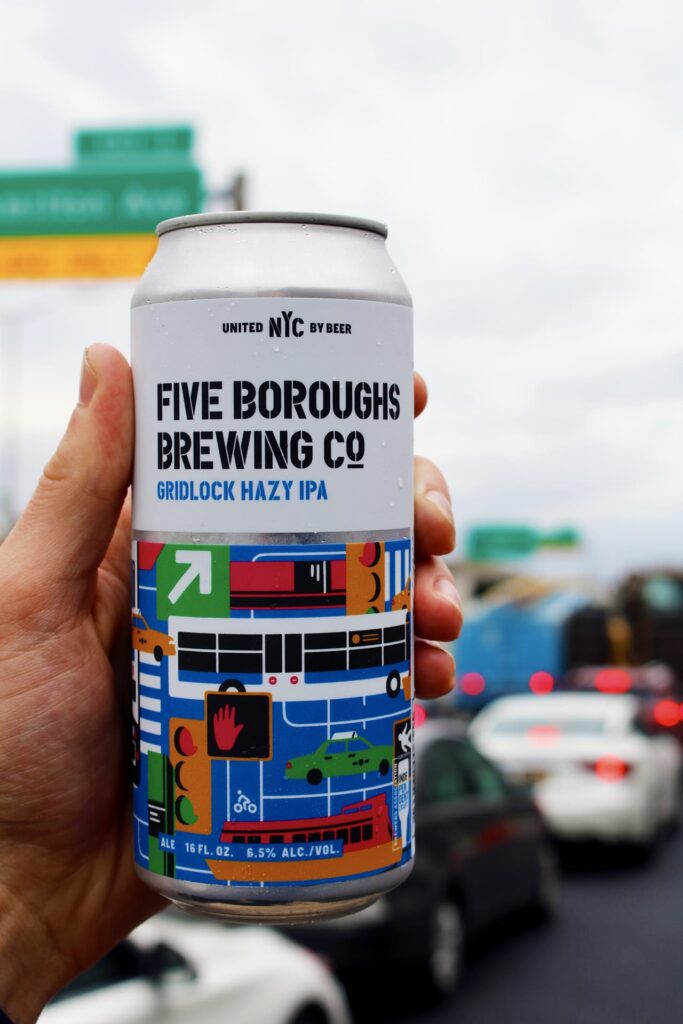 UNITED NYC BY BEER
FIVE BOROUGHS
BREWING CO
GRIDLOCK HAZY IPA
ALE 16 FL. OZ. 6.5% ALC./VOL.